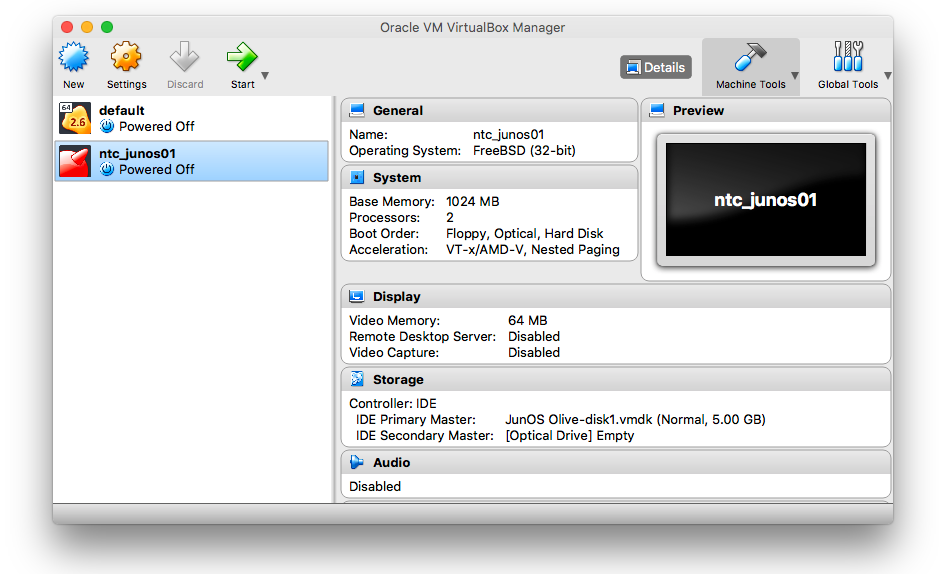 Oracle VM VirtualBox Manager
New
Settings
Discard
Start
Details
Machine Tools
Global Tools
64
2.6
default
Powered Off
ntc_junos01
Powered Off
General
Name: ntc_junos01
Operating System: FreeBSD (32-bit)
System
Base Memory: 1024 MB
Processors: 2
Boot Order: Floppy, Optical, Hard Disk
Acceleration: VT-x/AMD-V, Nested Paging
Preview
ntc_junos01
Display
Video Memory: 64 MB
Remote Desktop Server: Disabled
Video Capture: Disabled
Storage
Controller: IDE
IDE Primary Master: JunOS Olive-disk1.vmdk (Normal, 5.00 GB)
IDE Secondary Master: [Optical Drive] Empty
Audio
Disabled